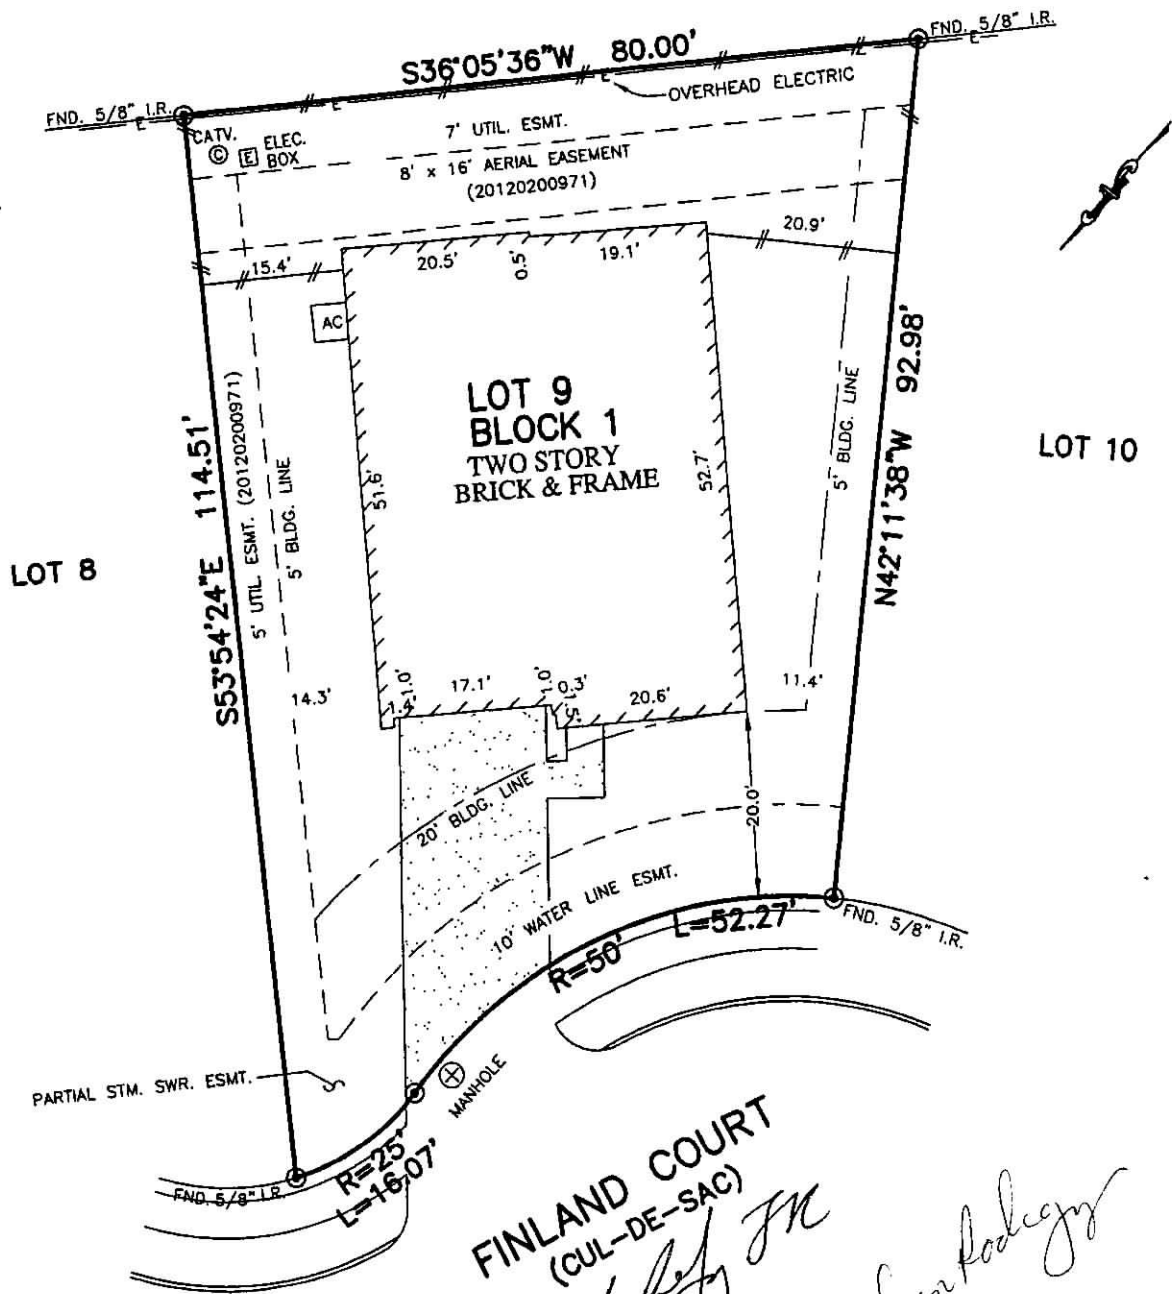 S36°05'36"W 80.00'
FND. 5/8" I.R.
FND. 5/8" I.R.
E
E
E
E
E
OVERHEAD ELECTRIC
CATV.
C
E
ELEC.
BOX
7' UTIL. ESMT.
8' x 16' AERIAL EASEMENT
(20120200971)
15.4'
20.5'
0.5'
19.1'
20.9'
AC
LOT 9
BLOCK 1
TWO STORY
BRICK & FRAME
51.6'
52.7'
S53°54'24"E 114.51'
5' UTIL. ESMT. (20120200971)
5' BLDG. LINE
5' BLDG. LINE
N42°11'38"W 92.98'
LOT 10
LOT 8
14.3'
1.4'
1.0'
17.1'
1.0'
0.3'
20.6'
11.4'
20' BLDG. LINE
20.0'
10' WATER LINE ESMT.
R=50'
L=52.27'
FND. 5/8" I.R.
PARTIAL STM. SWR. ESMT.
MANHOLE
FND. 5/8" I.R.
R=25'
L=16.07'
FINLAND COURT
(CUL-DE-SAC)